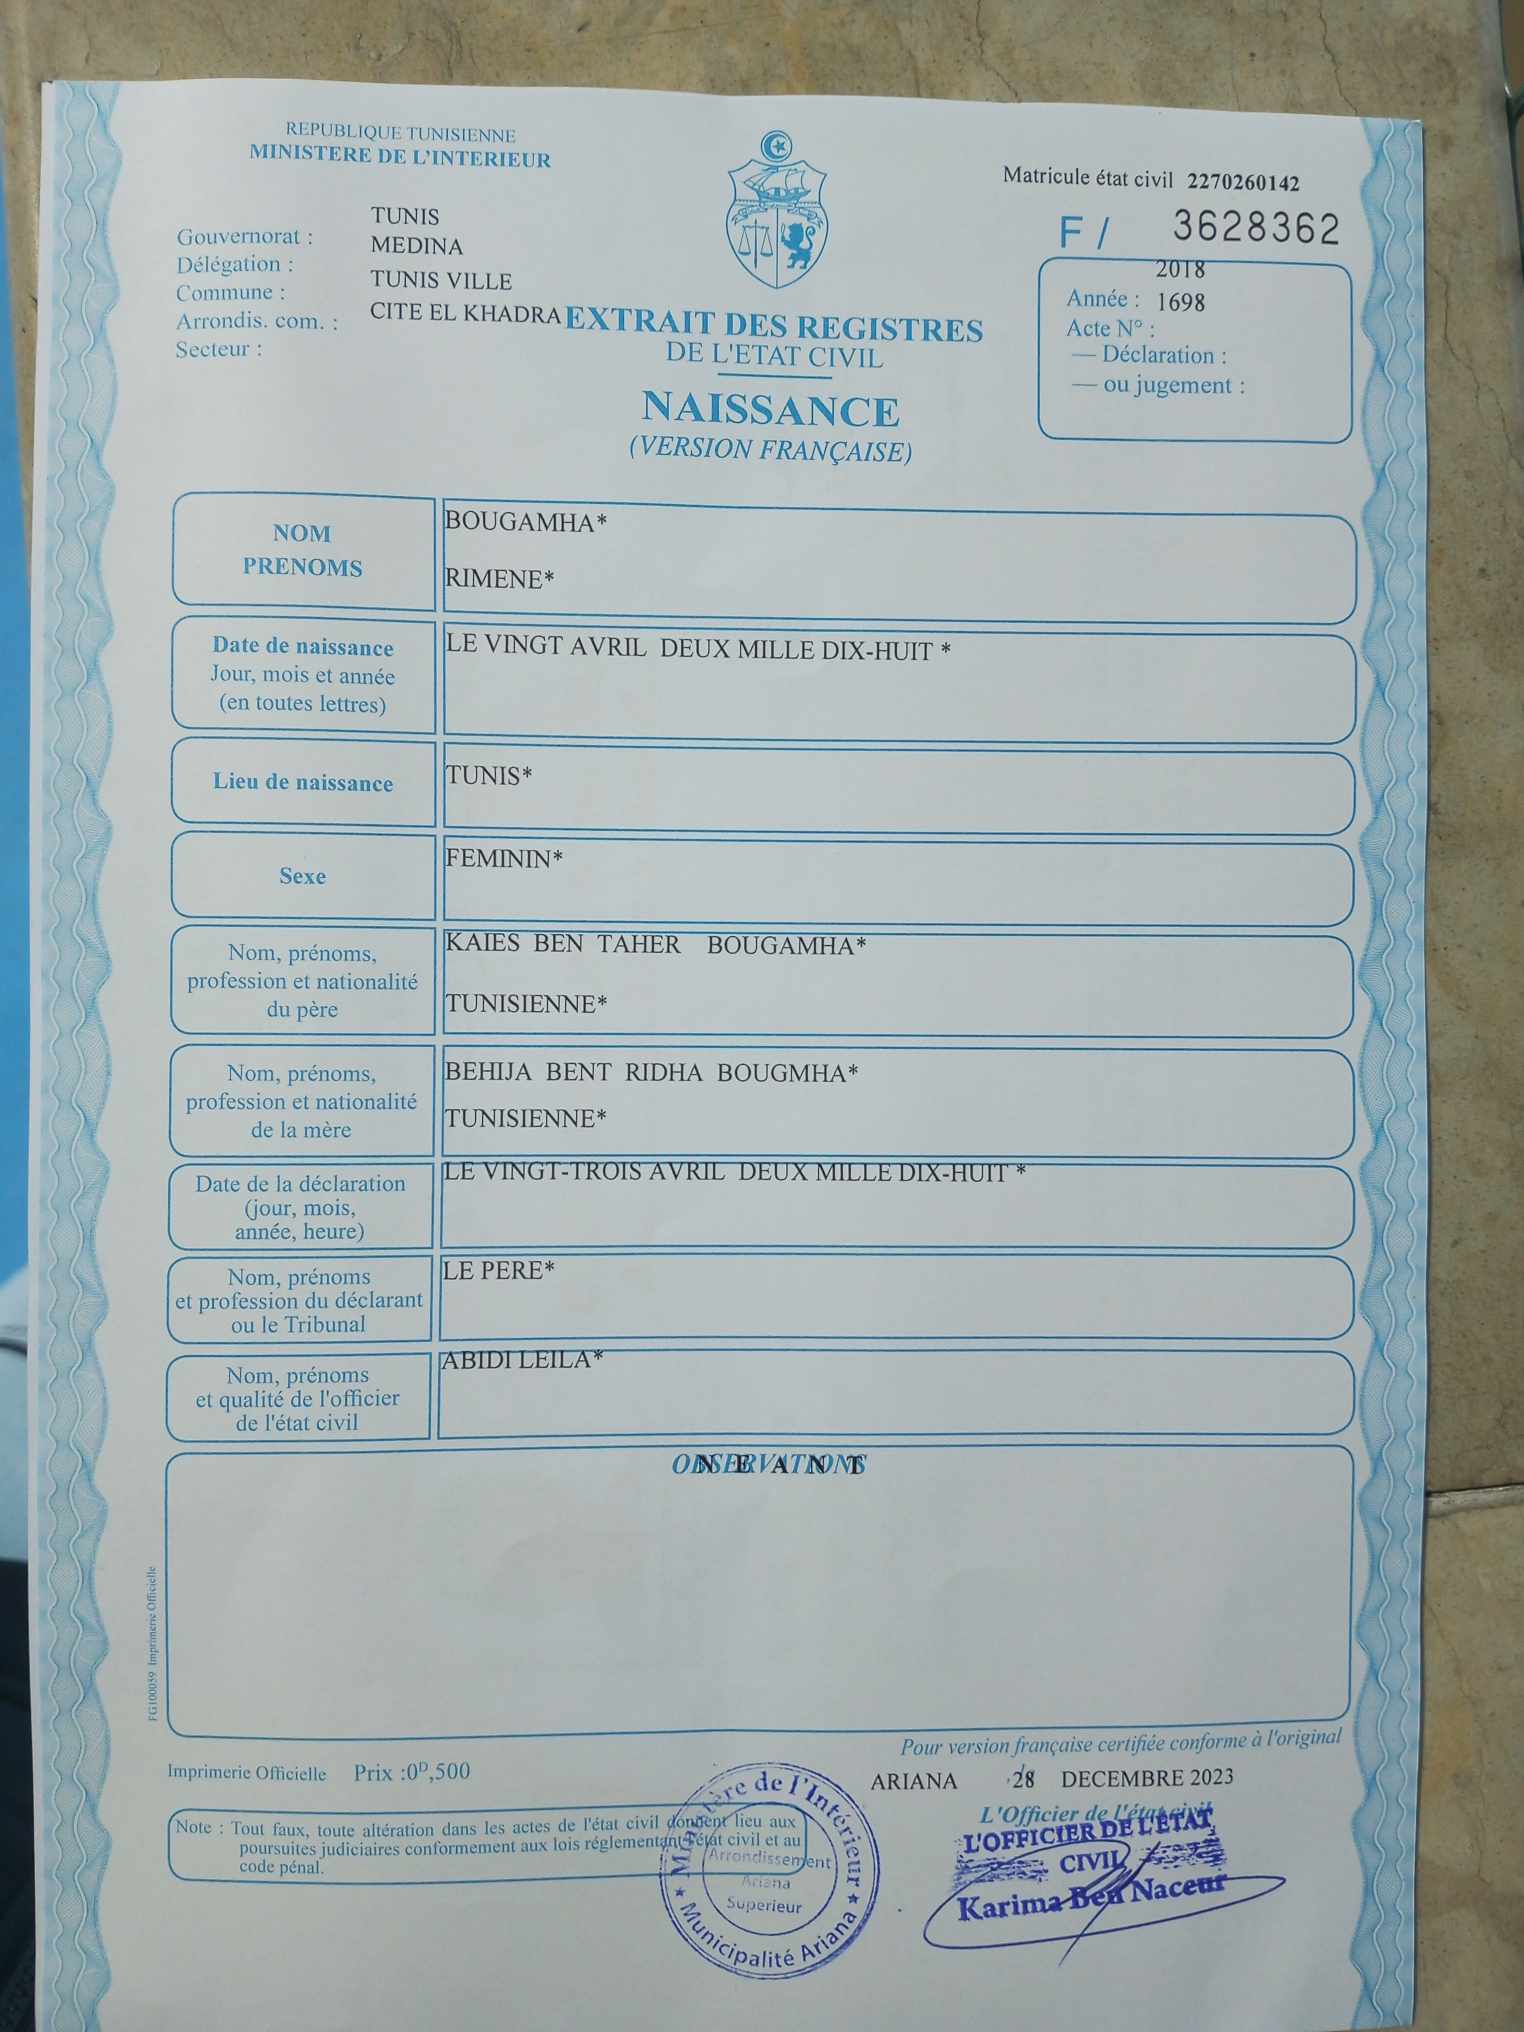 REPUBLIQUE TUNISIENNE
MINISTERE DE L'INTERIEUR
Matricule état civil 2270260142
F / 3628362
Gouvernorat : TUNIS
Délégation : MEDINA
Commune : TUNIS VILLE
Arrondis. com. : CITE EL KHADRA
Secteur :
EXTRAIT DES REGISTRES
DE L'ETAT CIVIL
NAISSANCE
(VERSION FRANÇAISE)
2018
Année : 1698
Acte N° :
— Déclaration :
— ou jugement :
NOM
PRENOMS
BOUGAMHA*
RIMENE*
Date de naissance
Jour, mois et année
(en toutes lettres)
LE VINGT AVRIL DEUX MILLE DIX-HUIT *
Lieu de naissance
TUNIS*
Sexe
FEMININ*
Nom, prénoms,
profession et nationalité
du père
KAIES BEN TAHER BOUGAMHA*
TUNISIENNE*
Nom, prénoms,
profession et nationalité
de la mère
BEHIJA BENT RIDHA BOUGMHA*
TUNISIENNE*
Date de la déclaration
(jour, mois,
année, heure)
LE VINGT-TROIS AVRIL DEUX MILLE DIX-HUIT *
Nom, prénoms
et profession du déclarant
ou le Tribunal
LE PERE*
Nom, prénoms
et qualité de l'officier
de l'état civil
ABIDI LEILA*
OBSERVATIONS
N E A N T
FG100059 Imprimerie Officielle
Pour version française certifiée conforme à l'original
Imprimerie Officielle Prix :0ᴰ,500
ARIANA 28 DECEMBRE 2023
L'Officier de l'état civil
Note : Tout faux, toute altération dans les actes de l'état civil donnent lieu aux
poursuites judiciaires conformement aux lois réglementant l'état civil et au
code pénal.
Ministère de l'Intérieur
Arrondissement
Ariana
Superieur
★ Municipalité Ariana ★
L'OFFICIER DE L'ETAT
CIVIL
Karima Ben Naceur